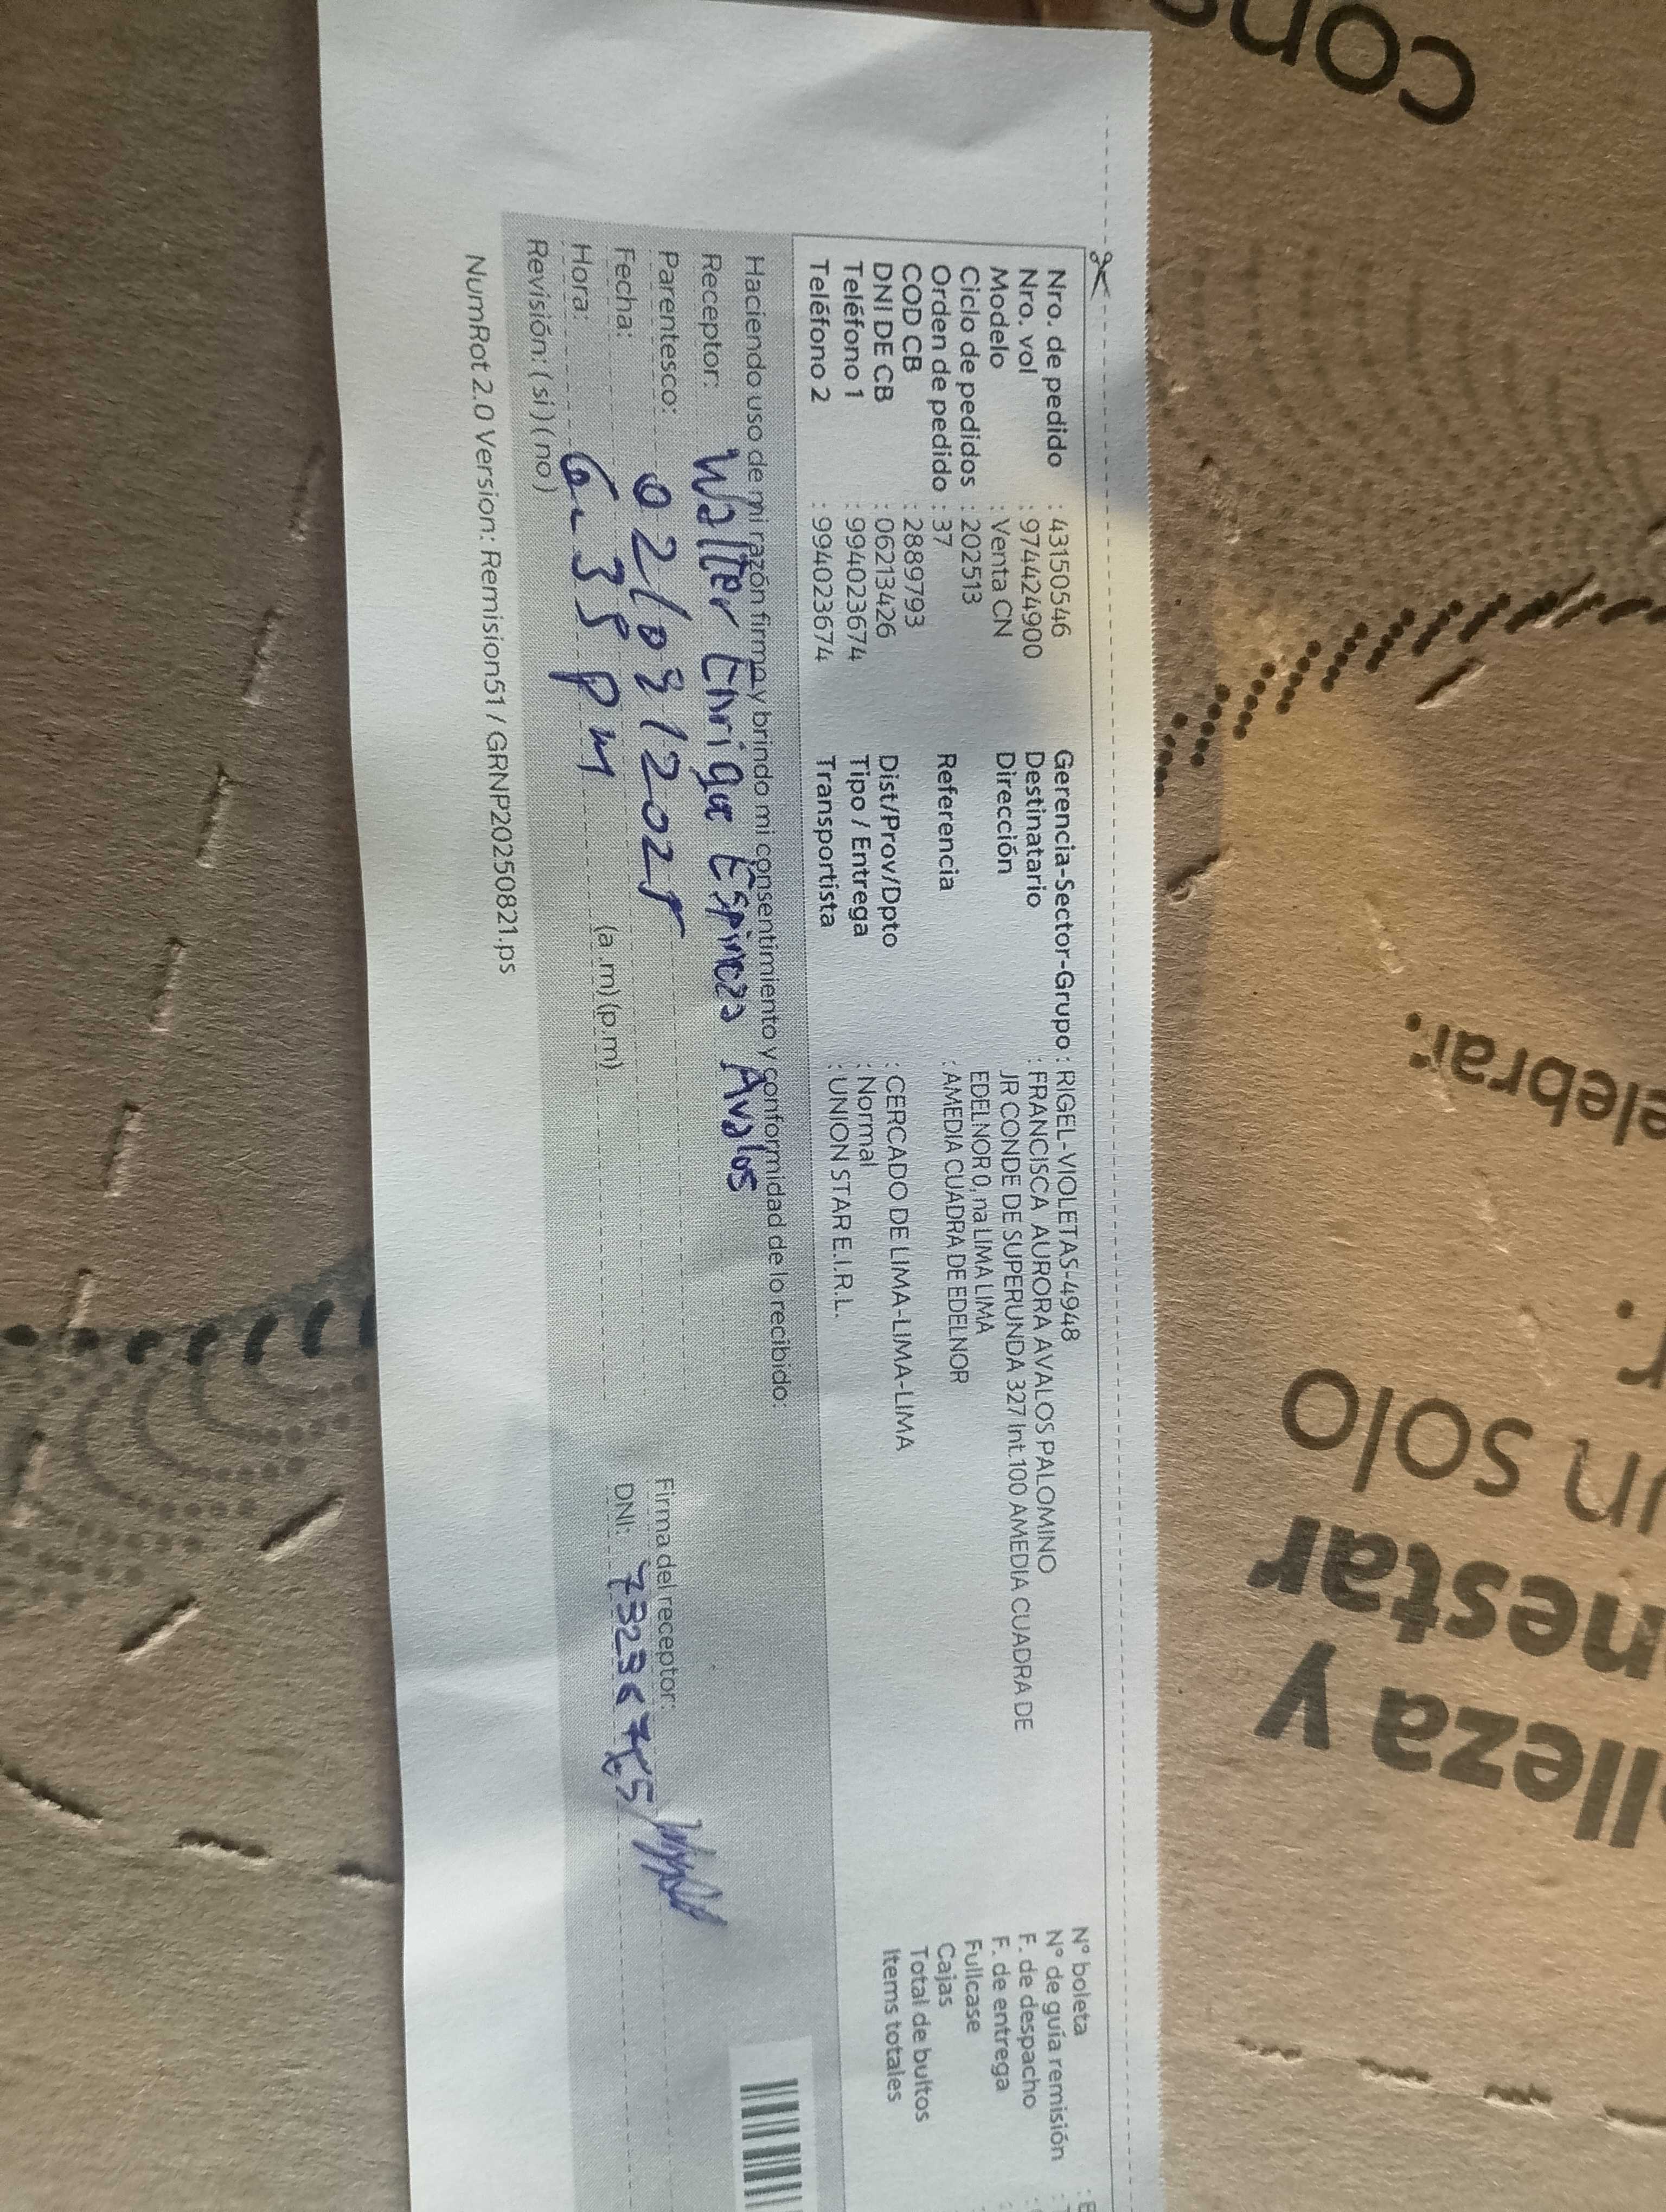 Nro. de pedido : 43150546
Nro. vol : 974424900
Modelo : Venta CN
Ciclo de pedidos : 202513
Orden de pedido : 37
COD CB : 2889793
DNI DE CB : 06213426
Teléfono 1 : 994023674
Teléfono 2 : 994023674
Gerencia-Sector-Grupo : RIGEL-VIOLETAS-4948
Destinatario : FRANCISCA AURORA AVALOS PALOMINO
Dirección : JR CONDE DE SUPERUNDA 327 Int.100 AMEDIA CUADRA DE
EDELNOR 0, na LIMA LIMA
Referencia : AMEDIA CUADRA DE EDELNOR
Dist/Prov/Dpto : CERCADO DE LIMA-LIMA-LIMA
Tipo / Entrega : Normal
Transportista : UNION STAR E.I.R.L.
N° boleta
N° de guía remisión
F. de despacho
F. de entrega
Fullcase
Cajas
Total de bultos
Items totales
Haciendo uso de mi razón firma y brindo mi consentimiento y conformidad de lo recibido:
Receptor: Walter Enrique Espinoza Avalos
Parentesco:
Fecha: 02/09/2025
Hora: 6:35 PM (a.m) (p.m)
Revisión: (si) (no)
Firma del receptor:
DNI:
NumRot 2.0 Version: Remision51 / GRNP20250821.ps
con
elebrar.
un solo
nestar
lleza y